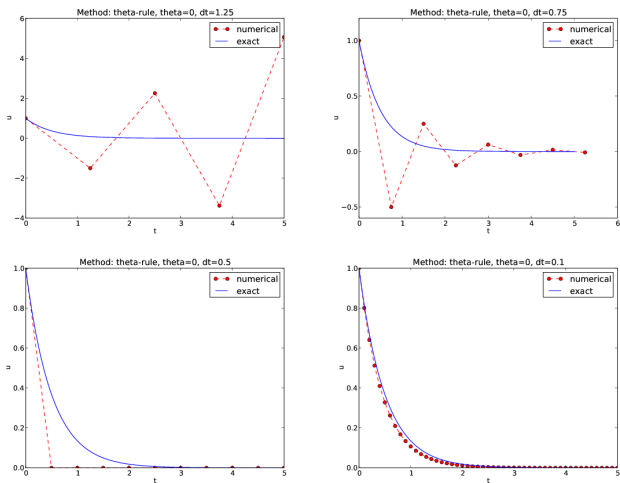 Method: theta-rule, theta=0, dt=1.25
6
4
2
0
−2
−4
u
0 1 2 3 4 5
t
numerical
exact
Method: theta-rule, theta=0, dt=0.75
1.0
0.5
0.0
−0.5
u
0 1 2 3 4 5 6
t
numerical
exact
Method: theta-rule, theta=0, dt=0.5
1.0
0.8
0.6
0.4
0.2
0.0
u
0 1 2 3 4 5
t
numerical
exact
Method: theta-rule, theta=0, dt=0.1
1.0
0.8
0.6
0.4
0.2
0.0
u
0 1 2 3 4 5
t
numerical
exact